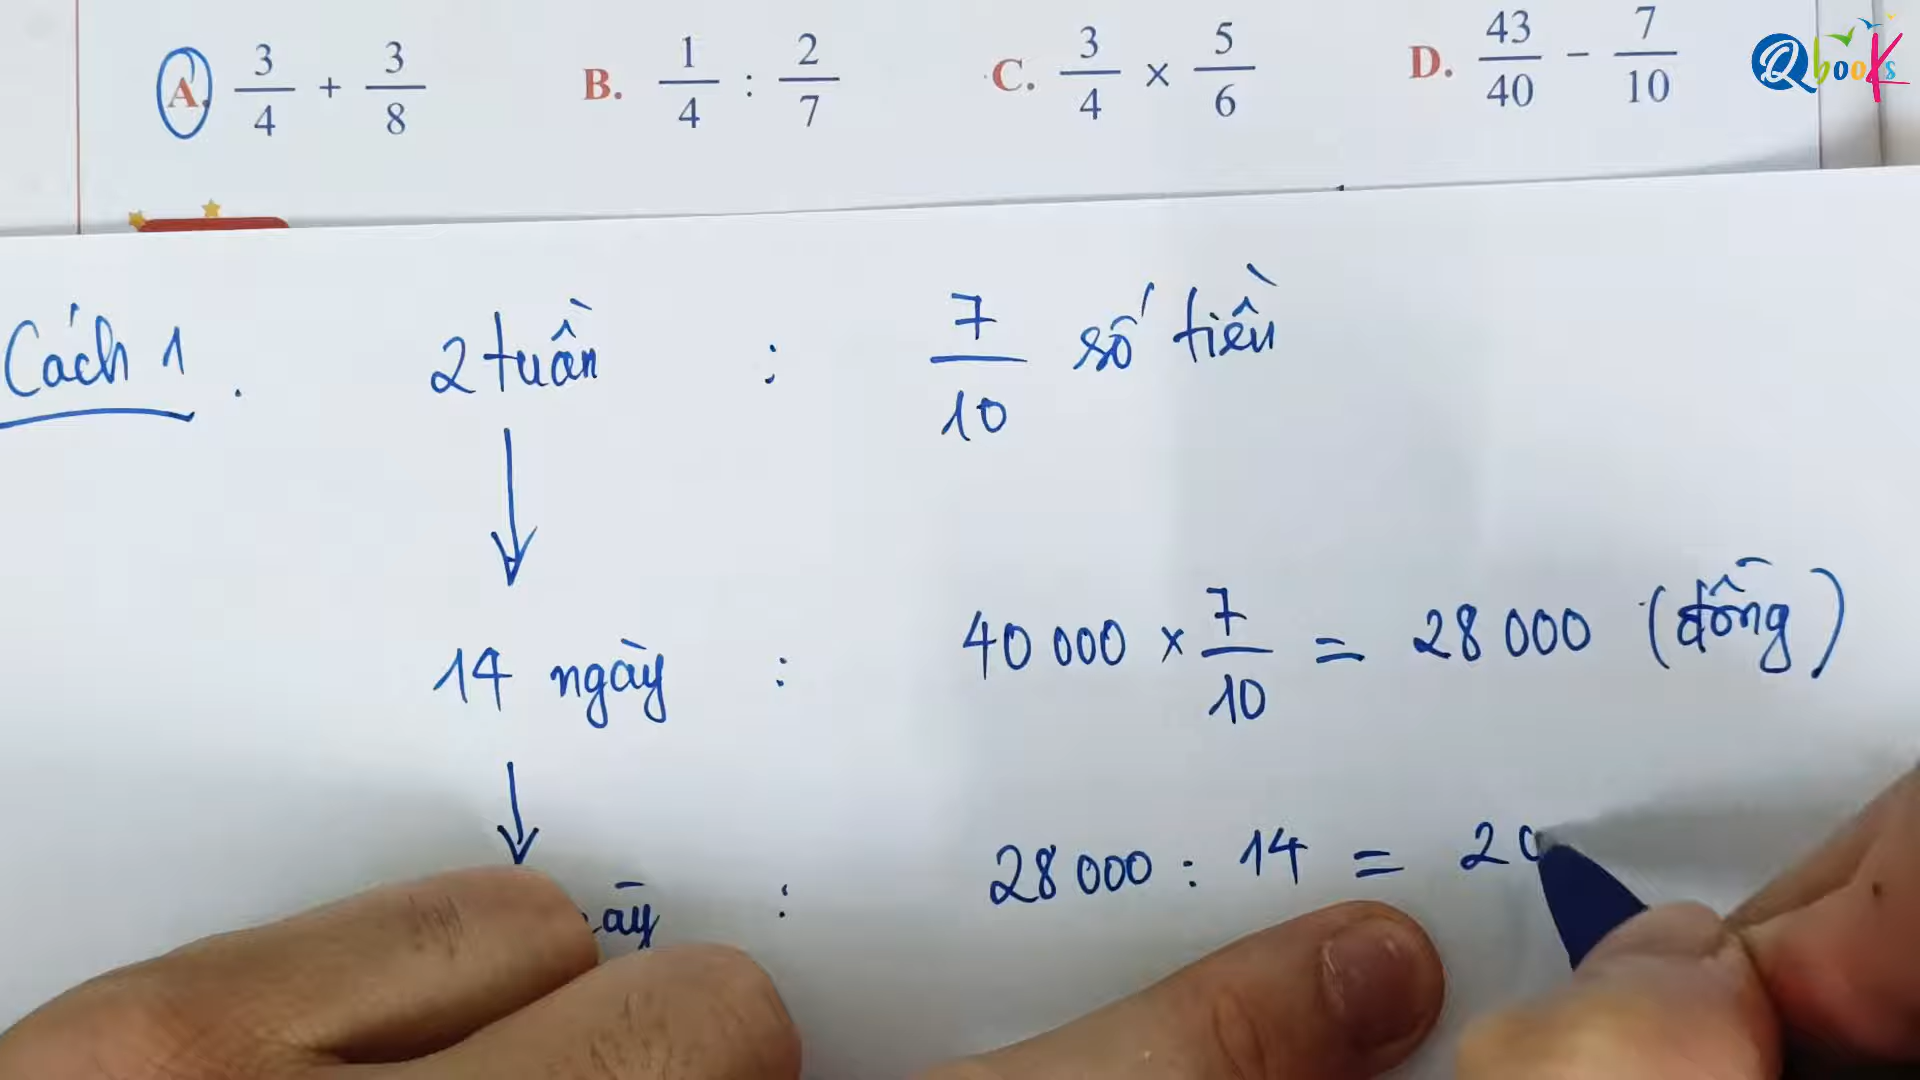 Qbooks
A. 3/4 + 3/8 B. 1/4 : 2/7 C. 3/4 × 5/6 D. 43/40 - 7/10
Cách 1. 2 tuần : 7/10 số tiền
14 ngày : 40 000 × 7/10 = 28 000 (đồng)
: 28 000 : 14 = 20